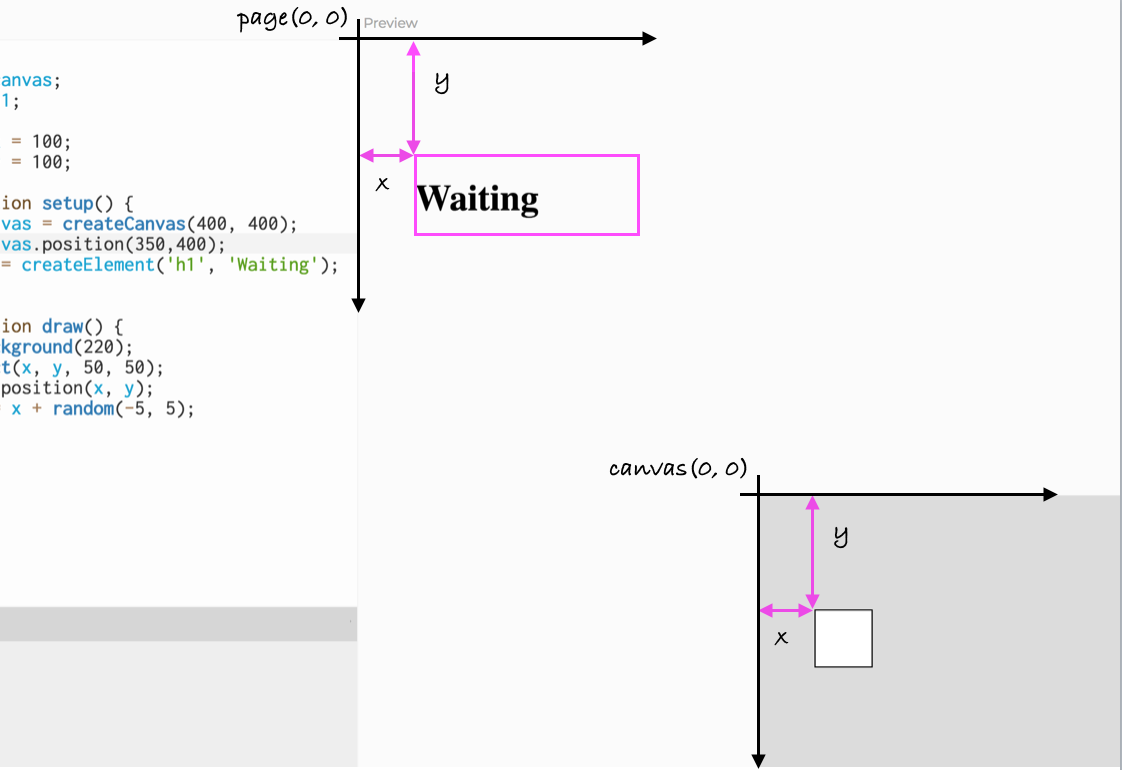 page(0, 0)
Preview
y
x
Waiting
anvas;
1;
= 100;
= 100;
ion setup() {
vas = createCanvas(400, 400);
vas.position(350,400);
= createElement('h1', 'Waiting');
ion draw() {
kground(220);
t(x, y, 50, 50);
position(x, y);
x + random(-5, 5);
canvas(0, 0)
y
x